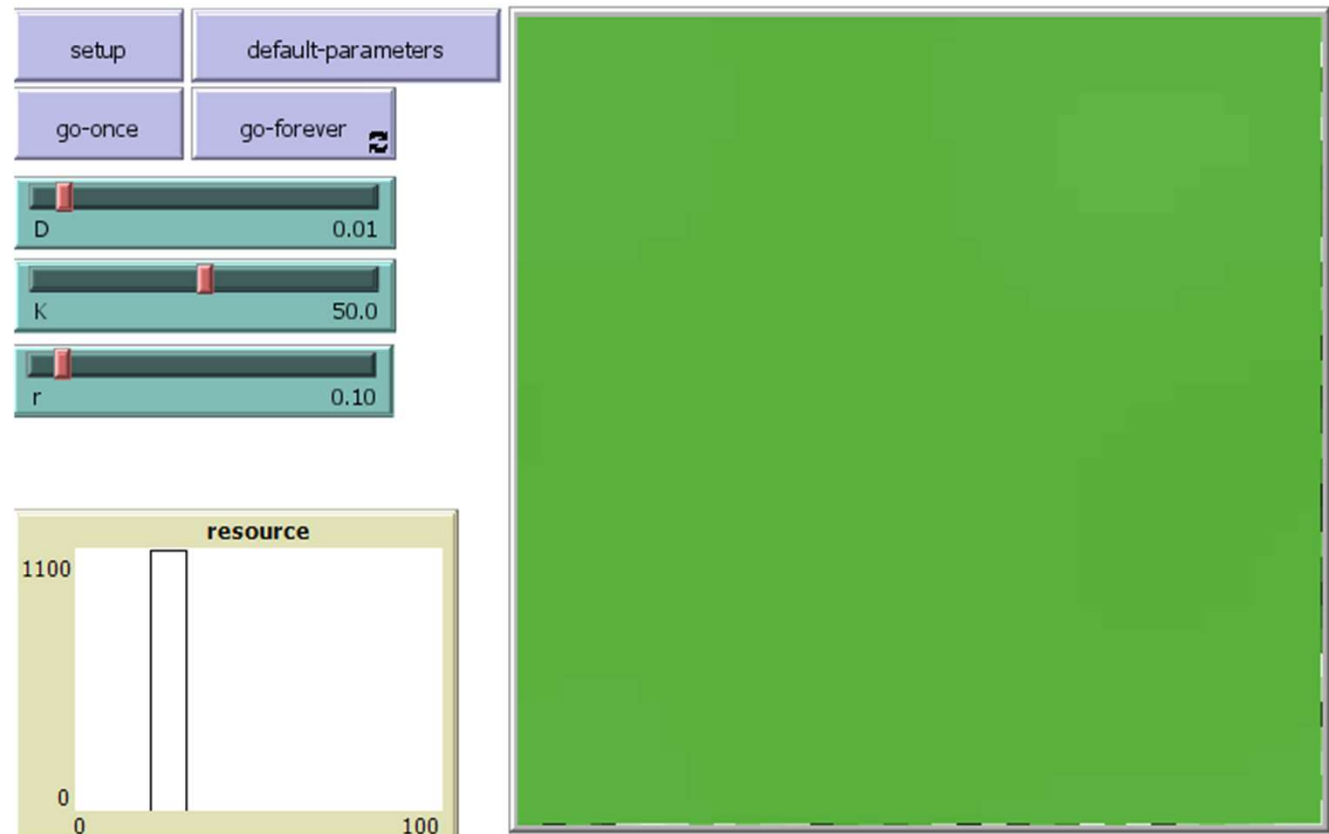 setup
default-parameters
go-once
go-forever
D 0.01
K 50.0
r 0.10
resource
1100
0
0 100